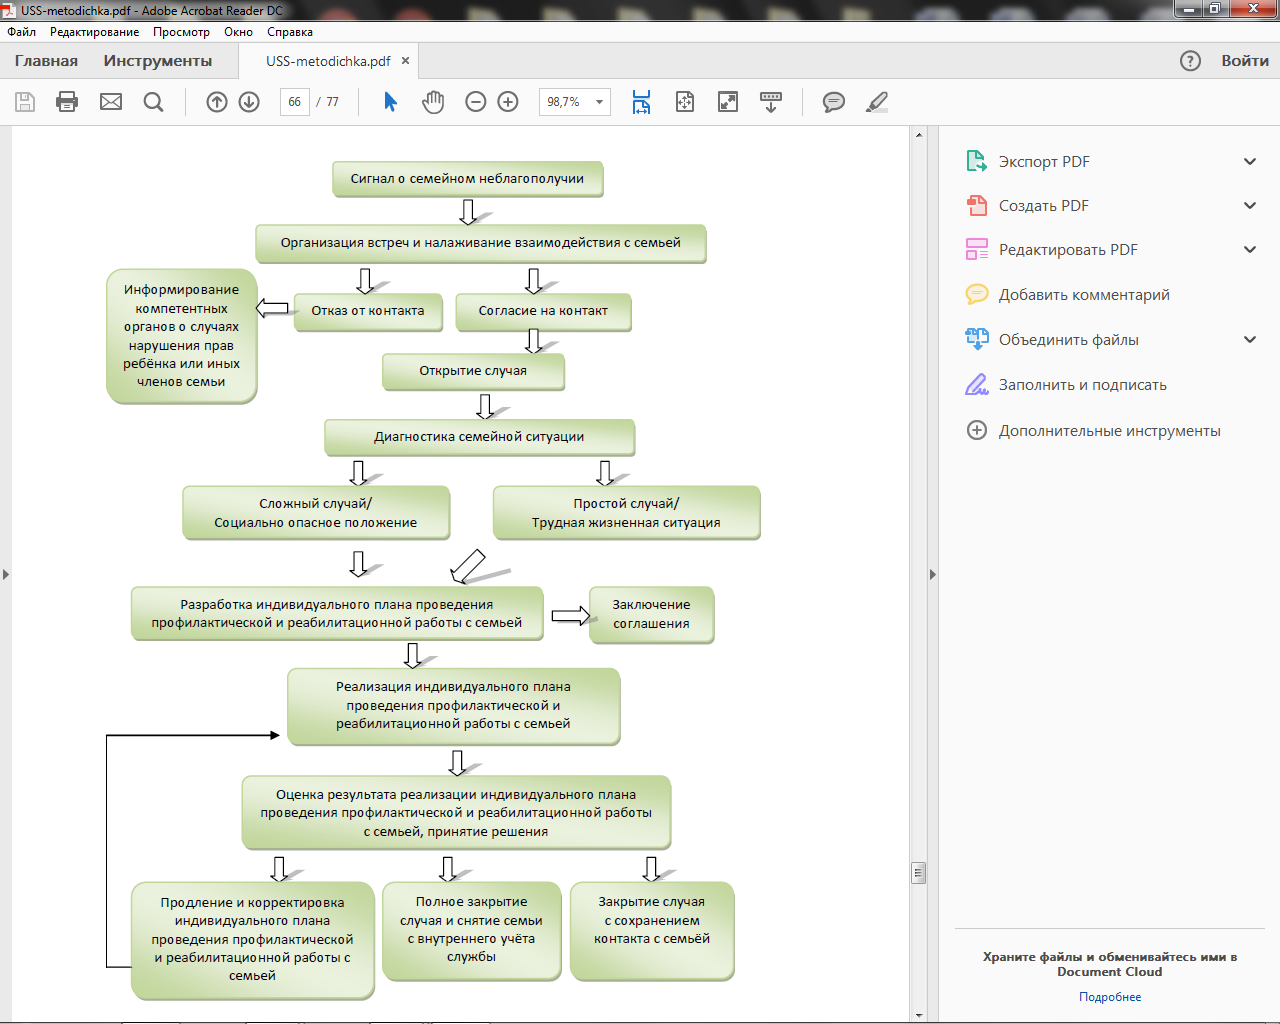 USS-metodichka.pdf - Adobe Acrobat Reader DC
Файл Редактирование Просмотр Окно Справка
Главная Инструменты USS-metodichka.pdf × ? Войти
66 / 77 98,7%
Сигнал о семейном неблагополучии
Организация встреч и налаживание взаимодействия с семьей
Информирование
компетентных
органов о случаях
нарушения прав
ребёнка или иных
членов семьи
Отказ от контакта
Согласие на контакт
Открытие случая
Диагностика семейной ситуации
Сложный случай/
Социально опасное положение
Простой случай/
Трудная жизненная ситуация
Разработка индивидуального плана проведения
профилактической и реабилитационной работы с семьей
Заключение
соглашения
Реализация индивидуального плана
проведения профилактической и
реабилитационной работы с семьей
Оценка результата реализации индивидуального плана
проведения профилактической и реабилитационной работы
с семьей, принятие решения
Продление и корректировка
индивидуального плана
проведения профилактической
и реабилитационной работы с
семьей
Полное закрытие
случая и снятие семьи
с внутреннего учёта
службы
Закрытие случая
с сохранением
контакта с семьёй
Экспорт PDF
Создать PDF
Редактировать PDF
Добавить комментарий
Объединить файлы
Заполнить и подписать
Дополнительные инструменты
Храните файлы и обменивайтесь ими в
Document Cloud
Подробнее